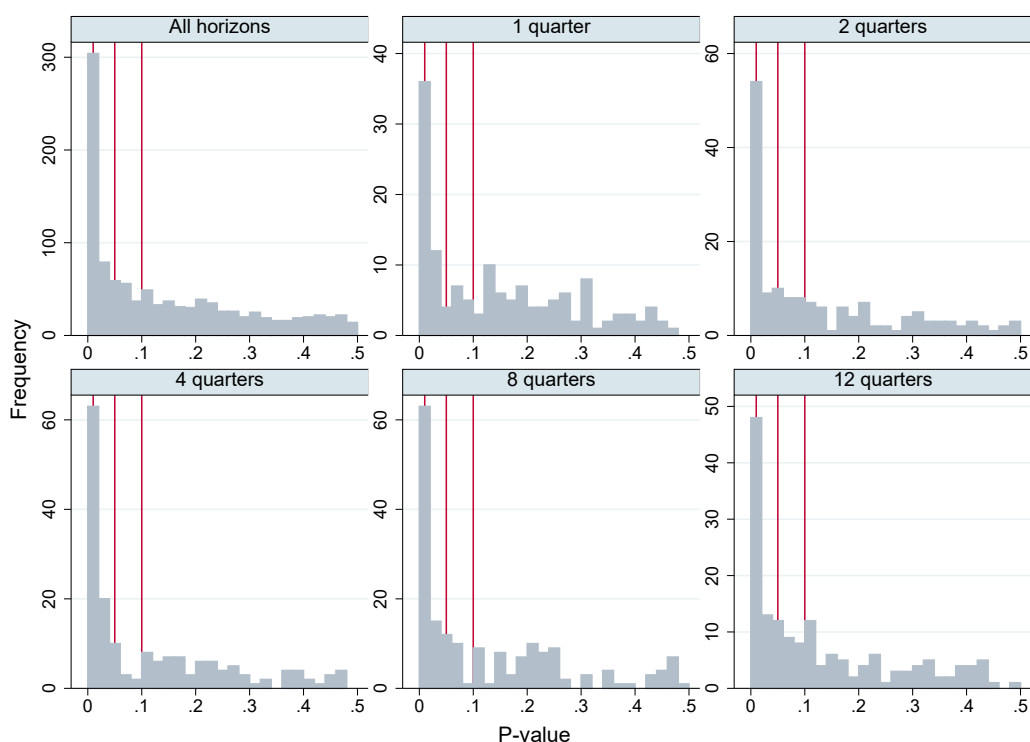 All horizons
1 quarter
2 quarters
300
200
100
0
0 .1 .2 .3 .4 .5
40
30
20
10
0
0 .1 .2 .3 .4 .5
60
40
20
0
0 .1 .2 .3 .4 .5
Frequency
4 quarters
8 quarters
12 quarters
60
40
20
0
0 .1 .2 .3 .4 .5
60
40
20
0
0 .1 .2 .3 .4 .5
50
40
30
20
10
0
0 .1 .2 .3 .4 .5
P-value